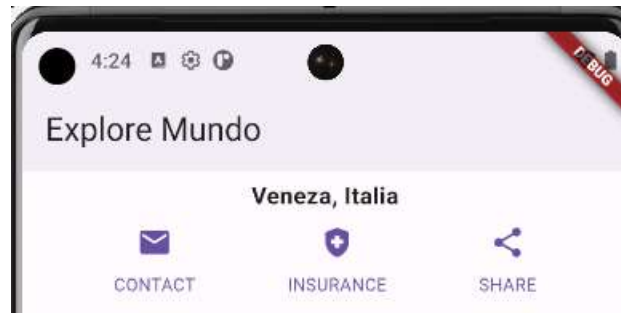 4:24
DEBUG
Explore Mundo
Veneza, Italia
CONTACT INSURANCE SHARE